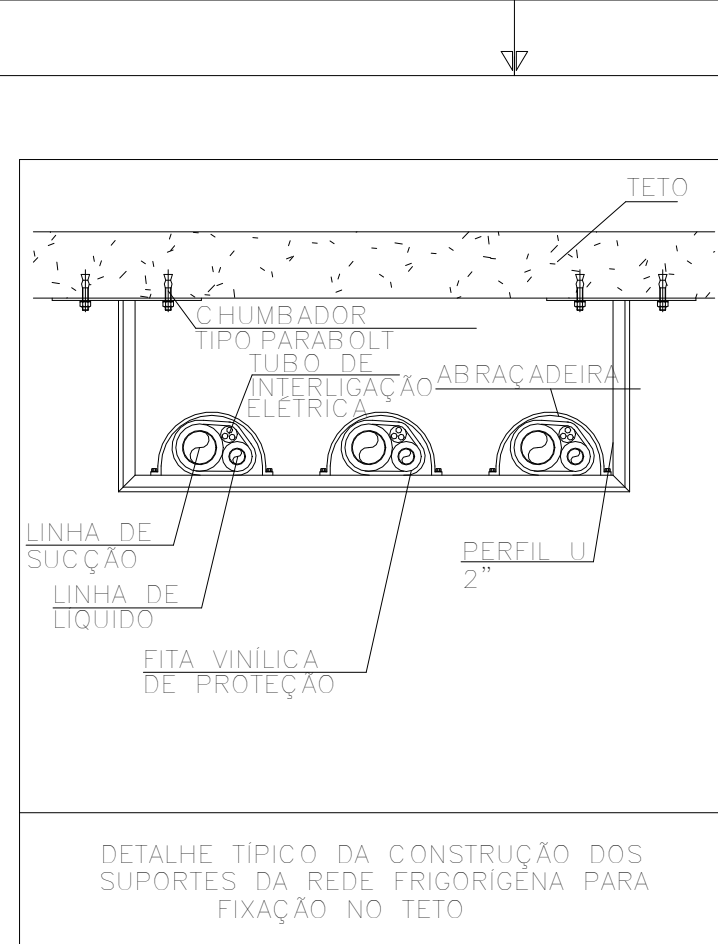 TETO
CHUMBADOR
TIPO PARABOLT
TUBO DE
INTERLIGAÇÃO
ELÉTRICA
ABRAÇADEIRA
LINHA DE
SUCÇÃO
PERFIL U
2”
LINHA DE
LÍQUIDO
FITA VINÍLICA
DE PROTEÇÃO
DETALHE TÍPICO DA CONSTRUÇÃO DOS
SUPORTES DA REDE FRIGORÍGENA PARA
FIXAÇÃO NO TETO